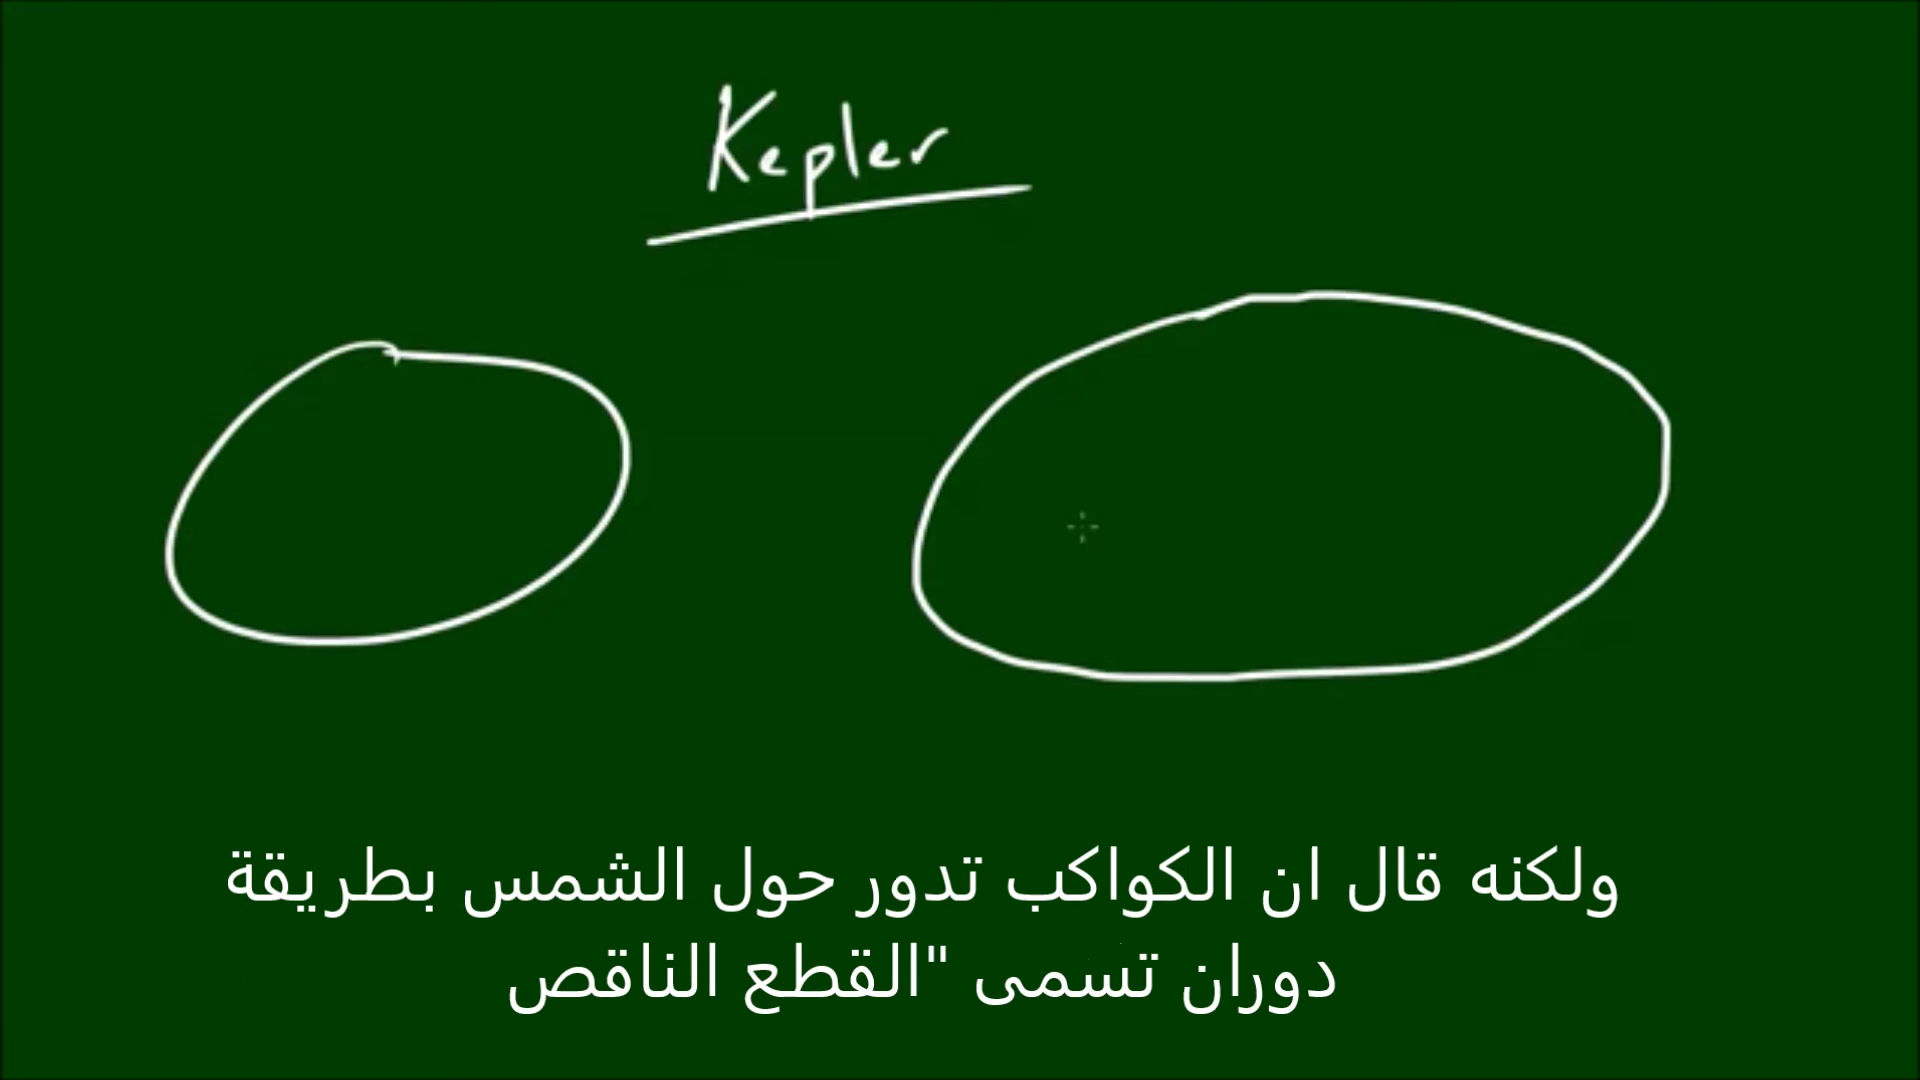 Kepler
ولكنه قال ان الكواكب تدور حول الشمس بطريقة
دوران تسمى "القطع الناقص